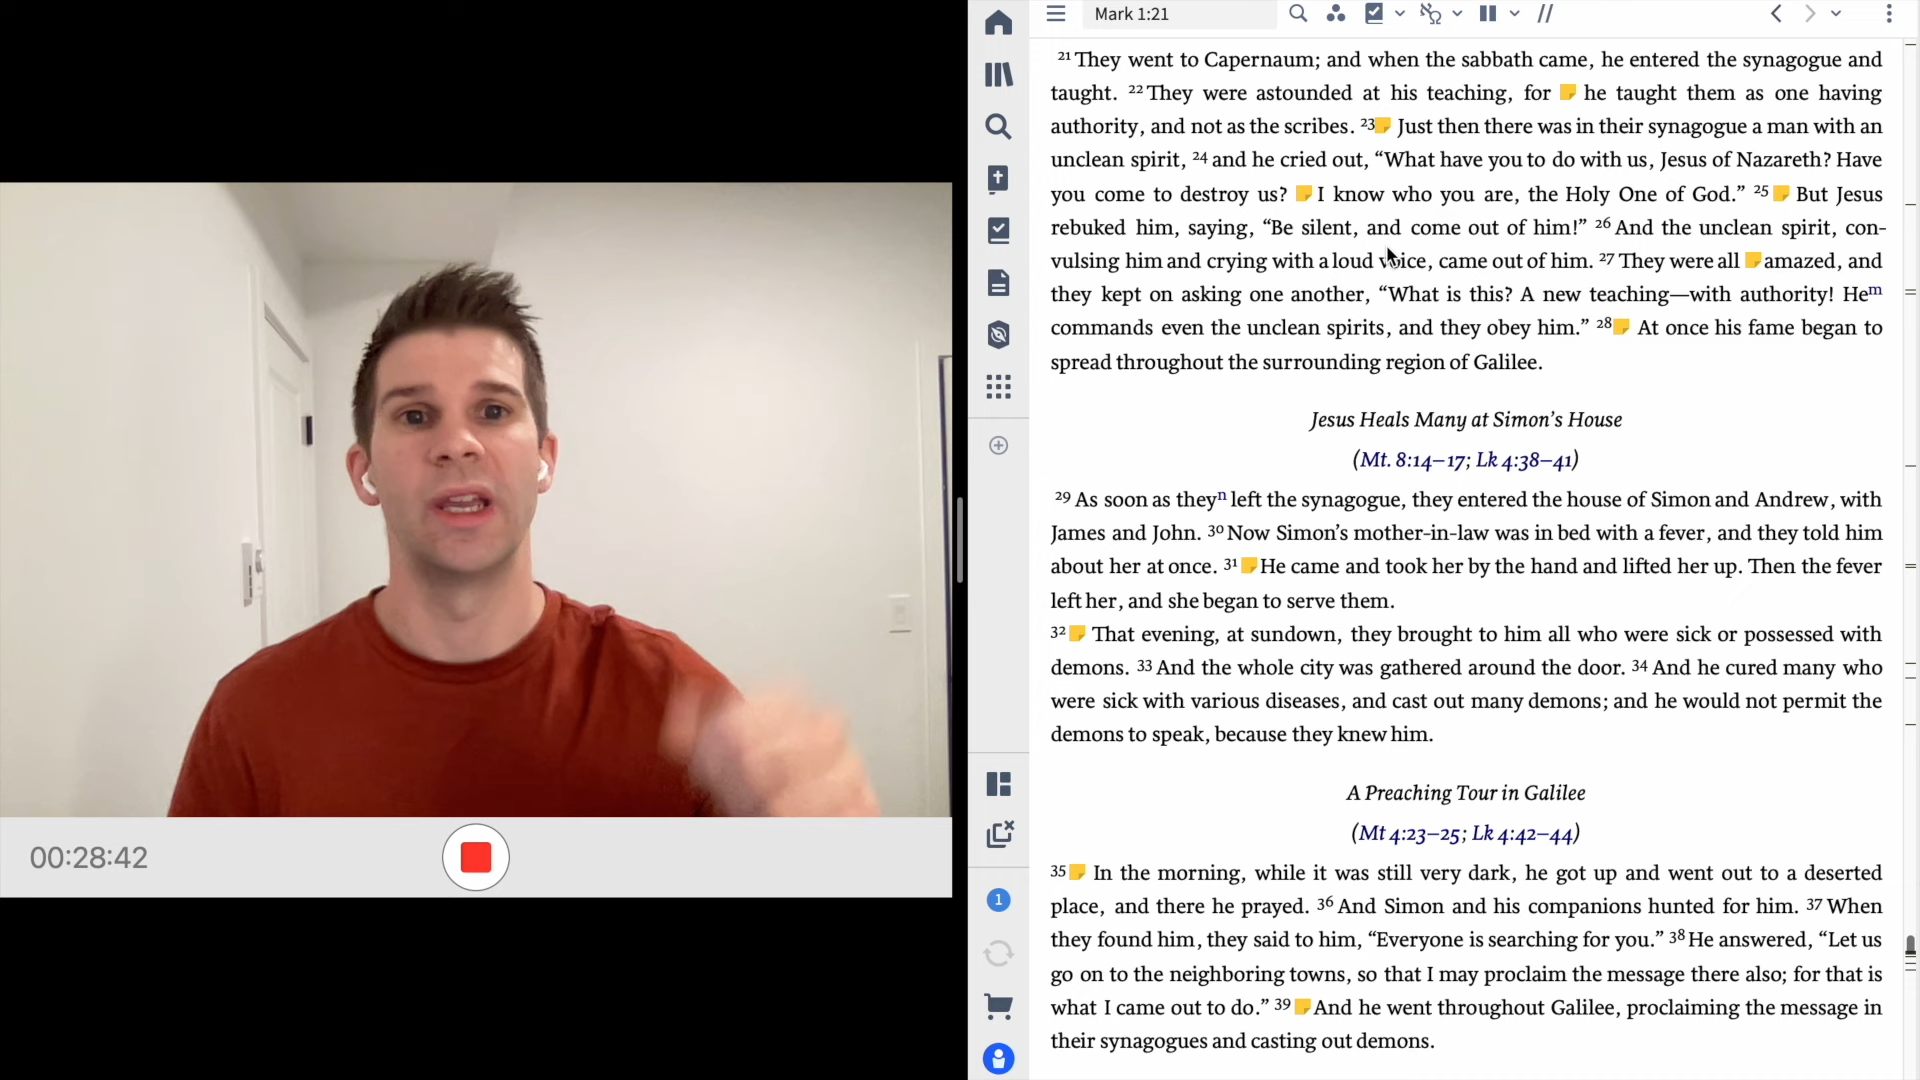 Mark 1:21
21 They went to Capernaum; and when the sabbath came, he entered the synagogue and
taught. 22 They were astounded at his teaching, for he taught them as one having
authority, and not as the scribes. 23 Just then there was in their synagogue a man with an
unclean spirit, 24 and he cried out, “What have you to do with us, Jesus of Nazareth? Have
you come to destroy us? I know who you are, the Holy One of God.” 25 But Jesus
rebuked him, saying, “Be silent, and come out of him!” 26 And the unclean spirit, con-
vulsing him and crying with a loud voice, came out of him. 27 They were all amazed, and
they kept on asking one another, “What is this? A new teaching—with authority! He m
commands even the unclean spirits, and they obey him.” 28 At once his fame began to
spread throughout the surrounding region of Galilee.
Jesus Heals Many at Simon’s House
(Mt. 8:14–17; Lk 4:38–41)
29 As soon as they n left the synagogue, they entered the house of Simon and Andrew, with
James and John. 30 Now Simon’s mother-in-law was in bed with a fever, and they told him
about her at once. 31 He came and took her by the hand and lifted her up. Then the fever
left her, and she began to serve them.
32 That evening, at sundown, they brought to him all who were sick or possessed with
demons. 33 And the whole city was gathered around the door. 34 And he cured many who
were sick with various diseases, and cast out many demons; and he would not permit the
demons to speak, because they knew him.
A Preaching Tour in Galilee
(Mt 4:23–25; Lk 4:42–44)
35 In the morning, while it was still very dark, he got up and went out to a deserted
place, and there he prayed. 36 And Simon and his companions hunted for him. 37 When
they found him, they said to him, “Everyone is searching for you.” 38 He answered, “Let us
go on to the neighboring towns, so that I may proclaim the message there also; for that is
what I came out to do.” 39 And he went throughout Galilee, proclaiming the message in
their synagogues and casting out demons.
00:28:42
1